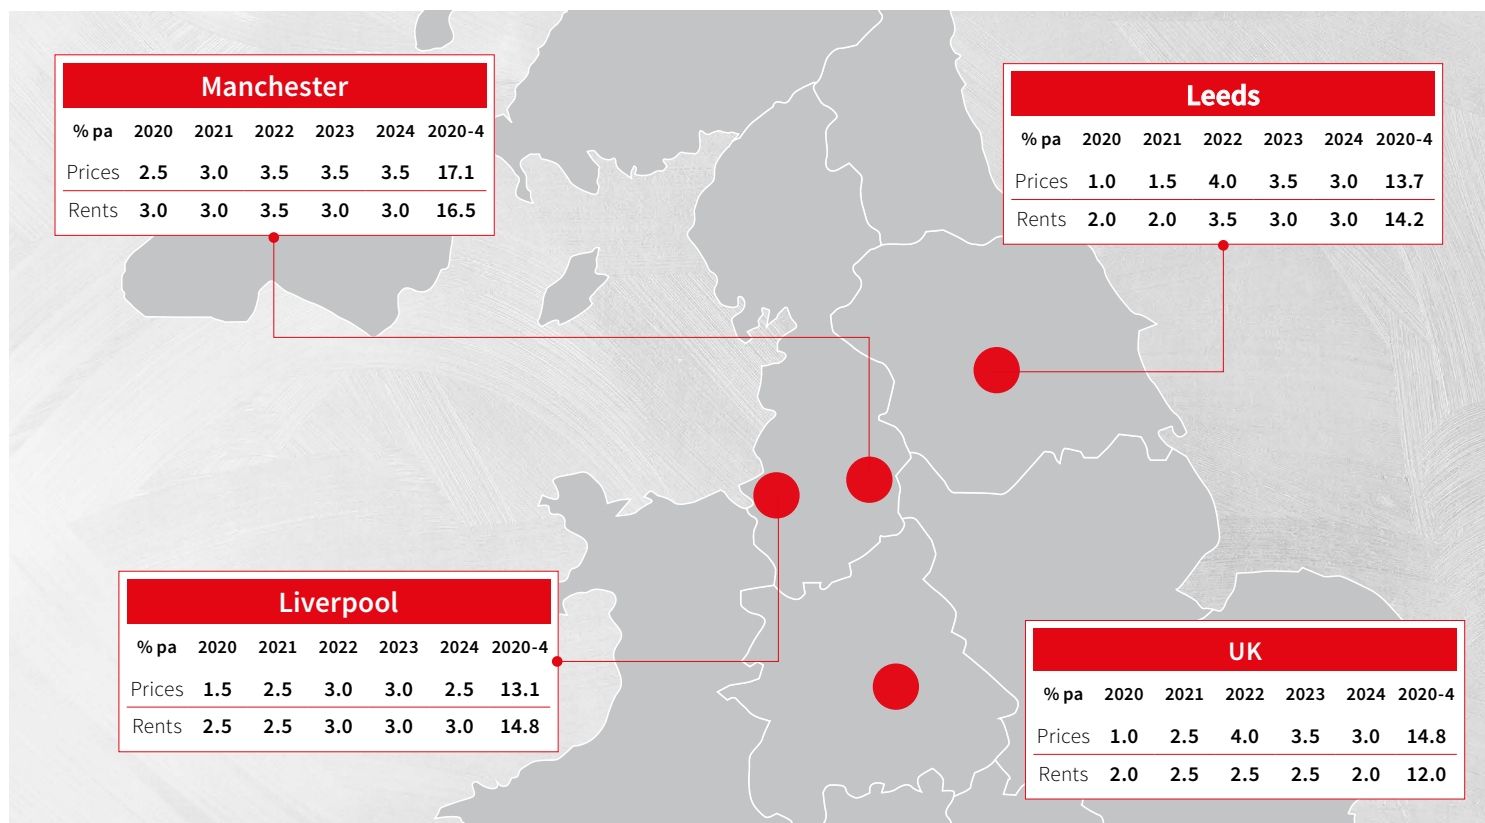 Manchester
% pa 2020 2021 2022 2023 2024 2020-4
Prices 2.5 3.0 3.5 3.5 3.5 17.1
Rents 3.0 3.0 3.5 3.0 3.0 16.5
Leeds
% pa 2020 2021 2022 2023 2024 2020-4
Prices 1.0 1.5 4.0 3.5 3.0 13.7
Rents 2.0 2.0 3.5 3.0 3.0 14.2
Liverpool
% pa 2020 2021 2022 2023 2024 2020-4
Prices 1.5 2.5 3.0 3.0 2.5 13.1
Rents 2.5 2.5 3.0 3.0 3.0 14.8
UK
% pa 2020 2021 2022 2023 2024 2020-4
Prices 1.0 2.5 4.0 3.5 3.0 14.8
Rents 2.0 2.5 2.5 2.5 2.0 12.0